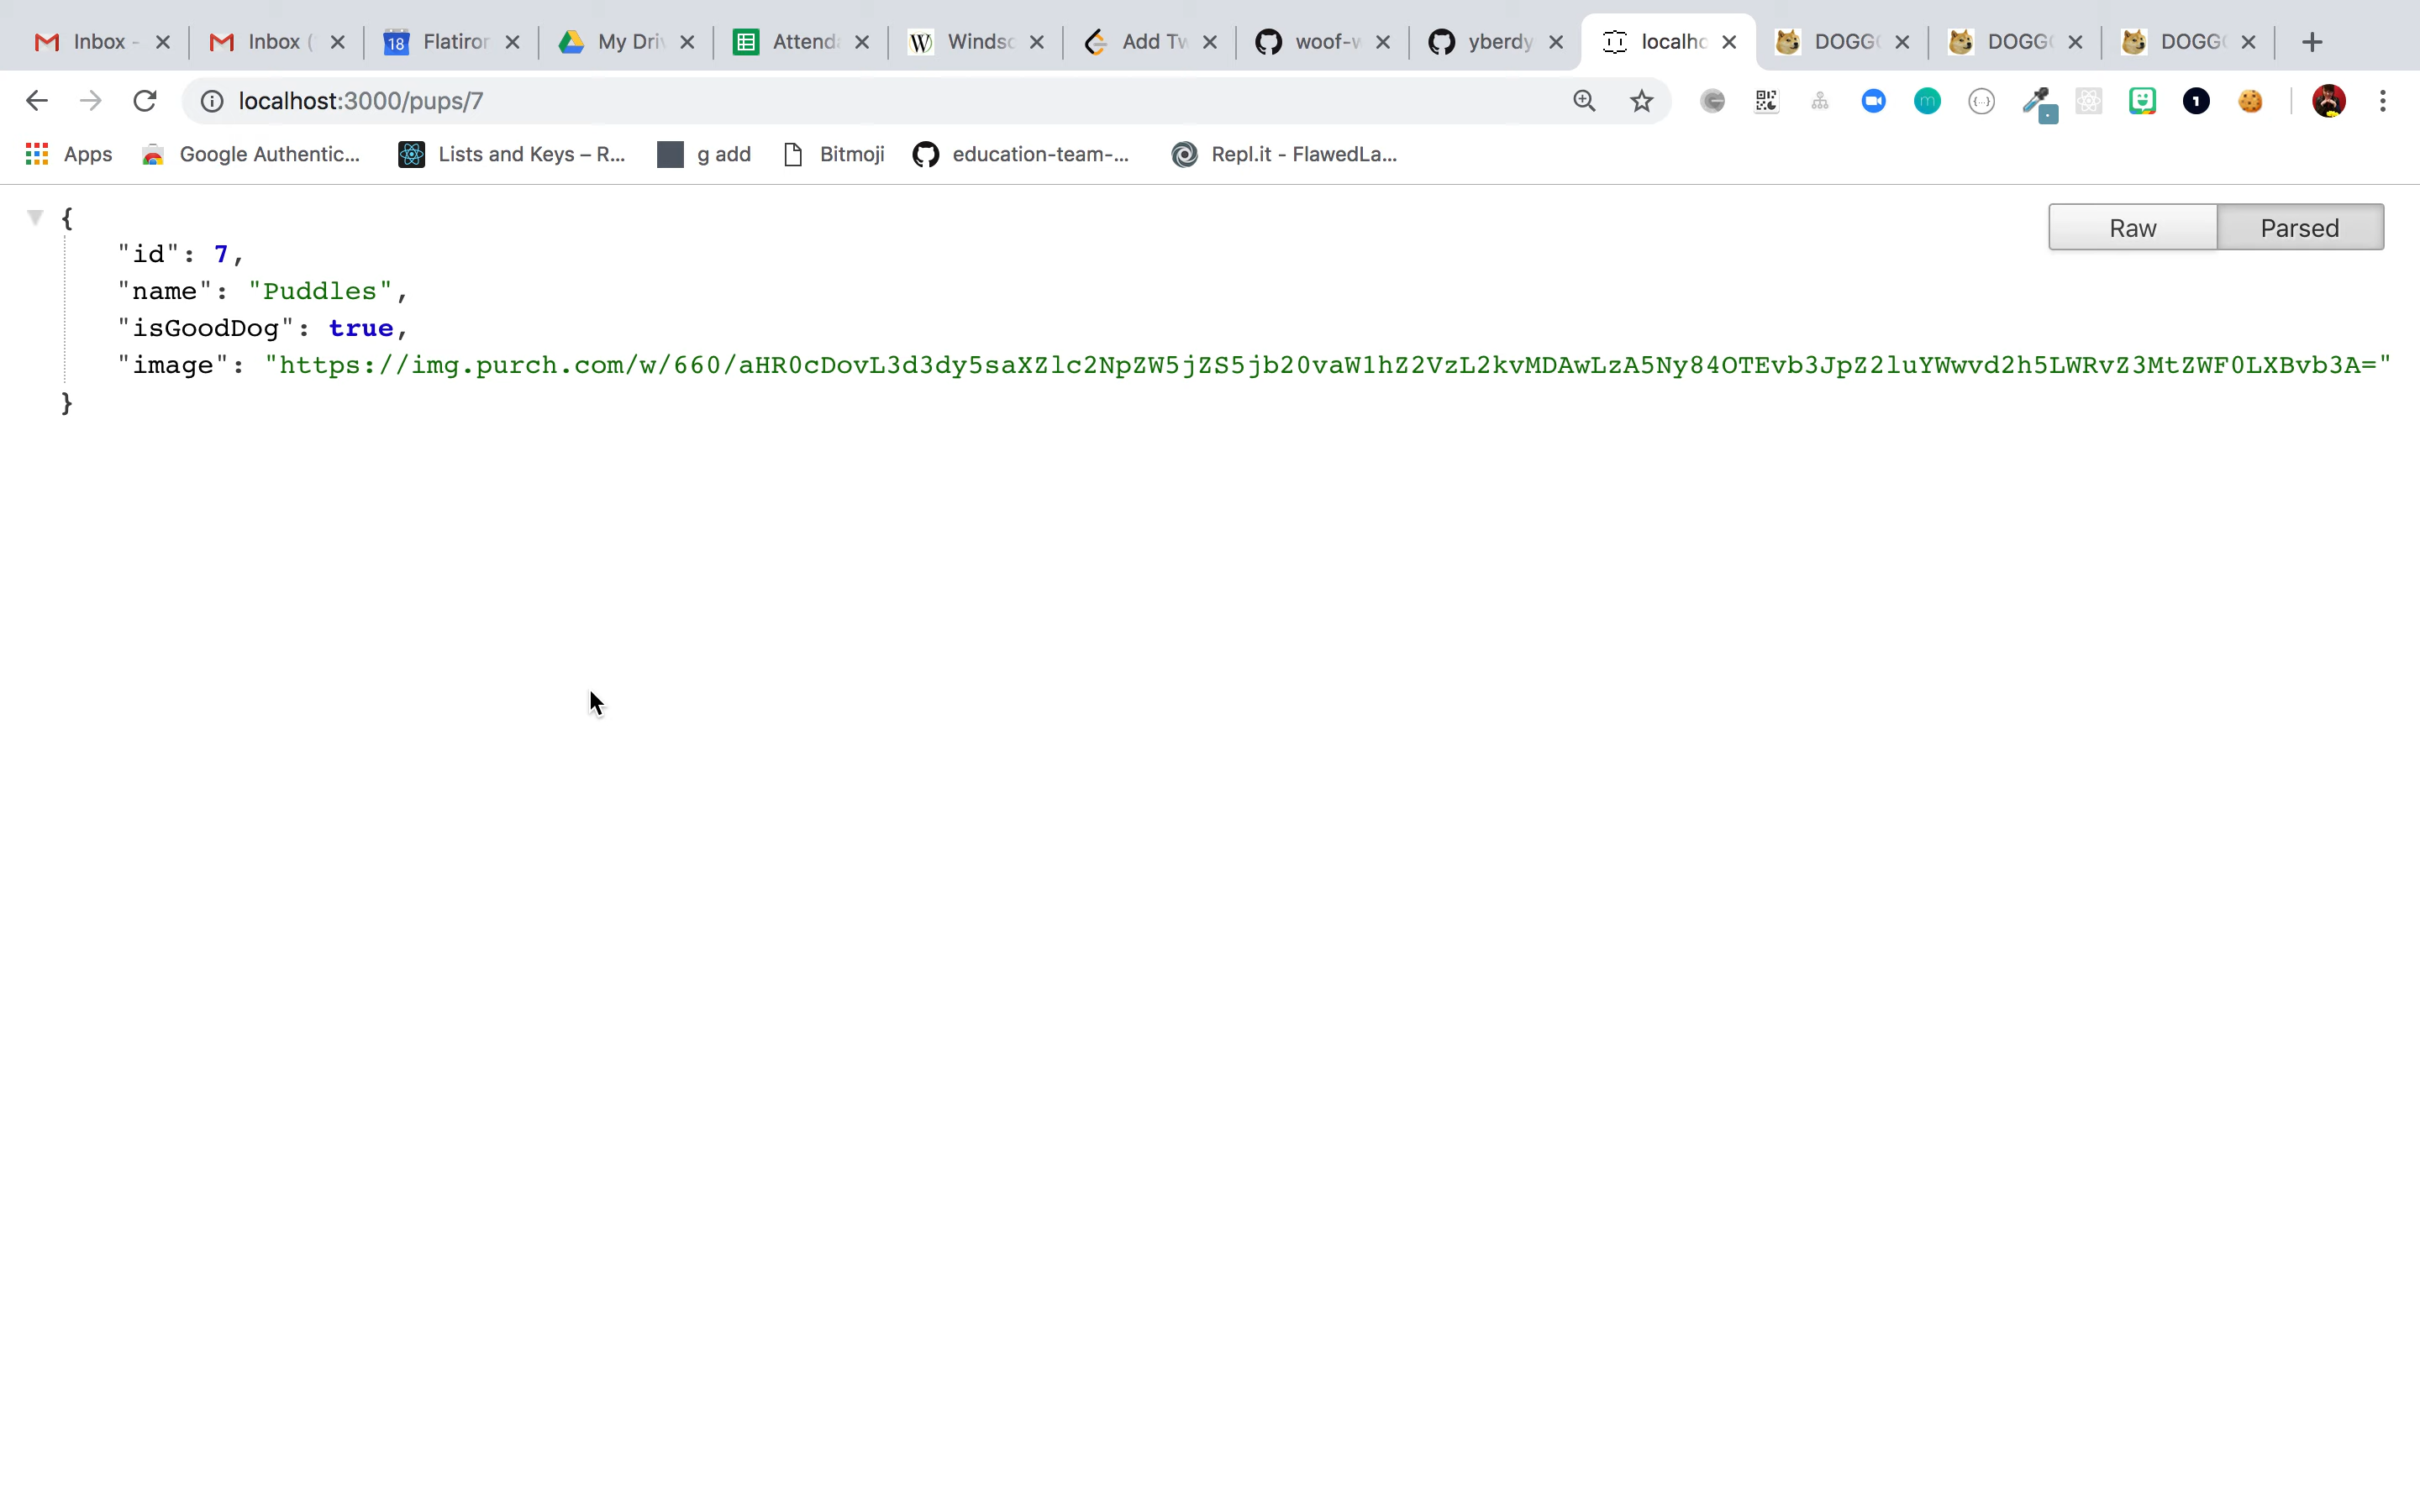 Inbox - Inbox ( 18 Flatiron My Driv Attenda W Windsc Add Tw woof-w yberdy localho DOGG DOGG DOGG
localhost:3000/pups/7
Apps Google Authentic... Lists and Keys – R... g add Bitmoji education-team-... Repl.it - FlawedLa...
Raw Parsed
{
"id": 7,
"name": "Puddles",
"isGoodDog": true,
"image": "https://img.purch.com/w/660/aHR0cDovL3d3dy5saXZlc2NpZW5jZS5jb20vaW1hZ2VzL2kvMDAwLzA5Ny84OTEvb3JpZ2luYWwvd2h5LWRvZ3MtZWF0LXBvb3A="
}